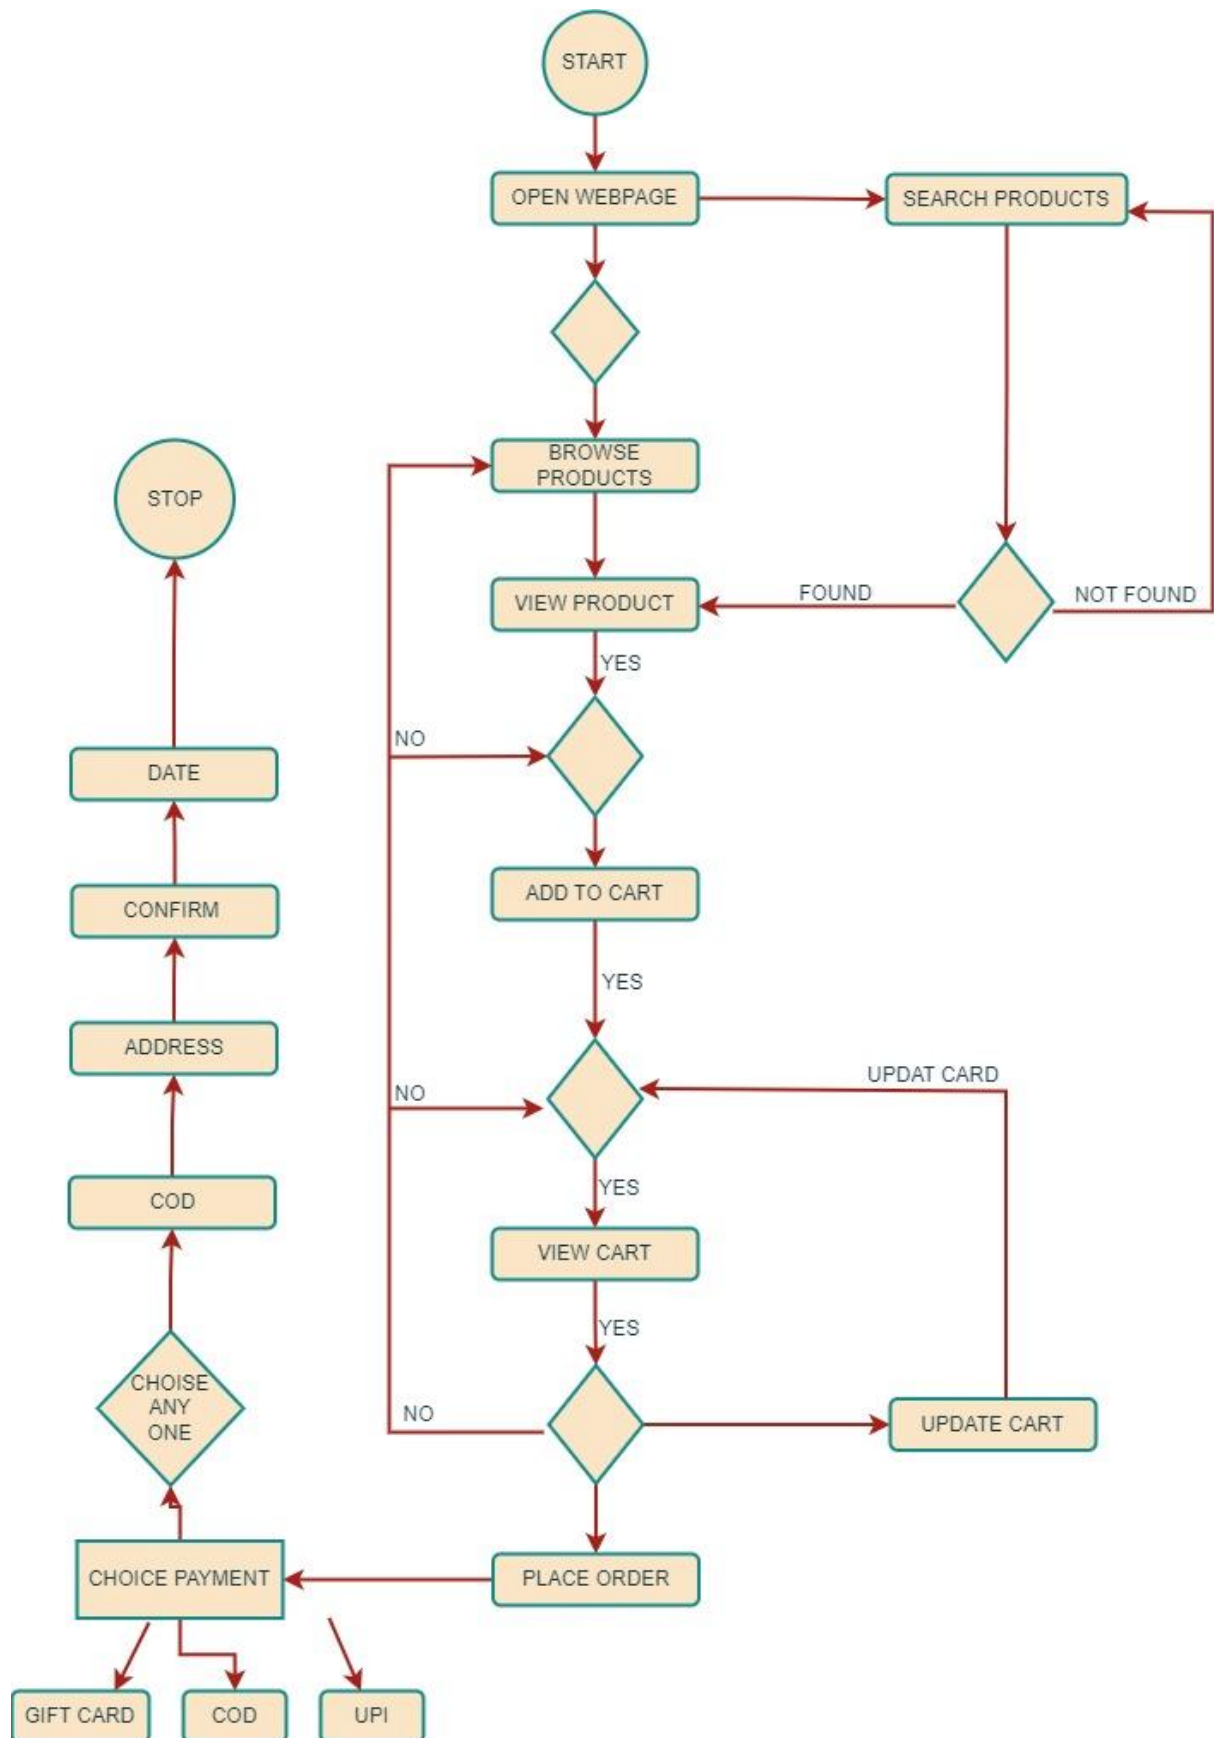 START
OPEN WEBPAGE
SEARCH PRODUCTS
BROWSE
PRODUCTS
STOP
VIEW PRODUCT
FOUND
NOT FOUND
YES
NO
DATE
ADD TO CART
CONFIRM
YES
ADDRESS
UPDAT CARD
NO
YES
COD
VIEW CART
YES
CHOISE
ANY
ONE
NO
UPDATE CART
CHOICE PAYMENT
PLACE ORDER
GIFT CARD
COD
UPI